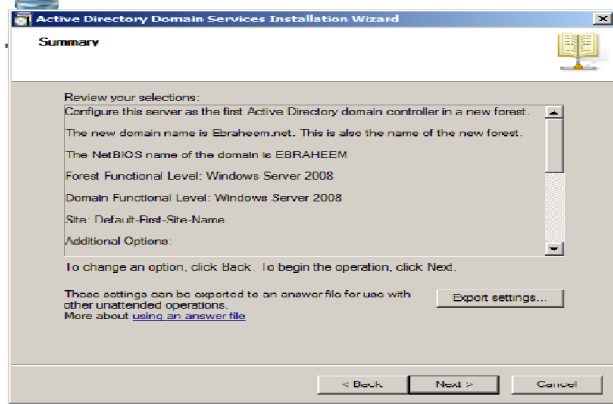 Active Directory Domain Services Installation Wizard
Summary
Review your selections:
Configure this server as the first Active Directory domain controller in a new forest.
The new domain name is Ebraheem.net. This is also the name of the new forest.
The NetBIOS name of the domain is EBRAHEEM
Forest Functional Level: Windows Server 2008
Domain Functional Level: Windows Server 2008
Site: Default-First-Site-Name
Additional Options:
To change an option, click Back. To begin the operation, click Next.
These settings can be exported to an answer file for use with
other unattended operations.
More about using an answer file
Export settings...
< Back Next > Cancel